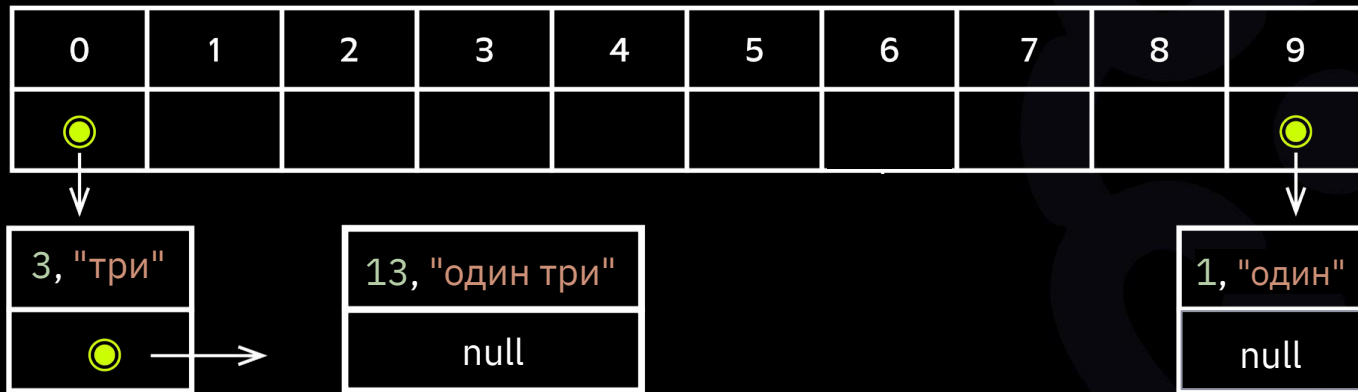 0 1 2 3 4 5 6 7 8 9
3, "три"
13, "один три"
null
1, "один"
null